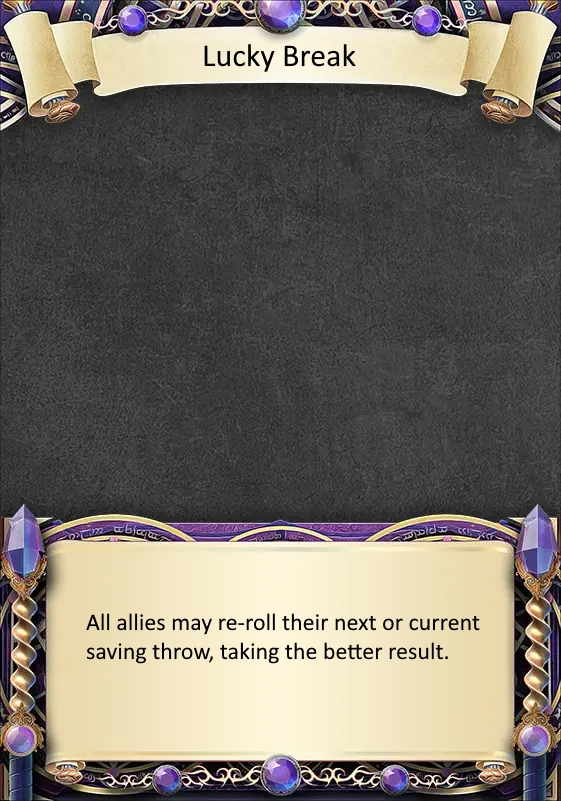 Lucky Break
All allies may re-roll their next or current
saving throw, taking the better result.